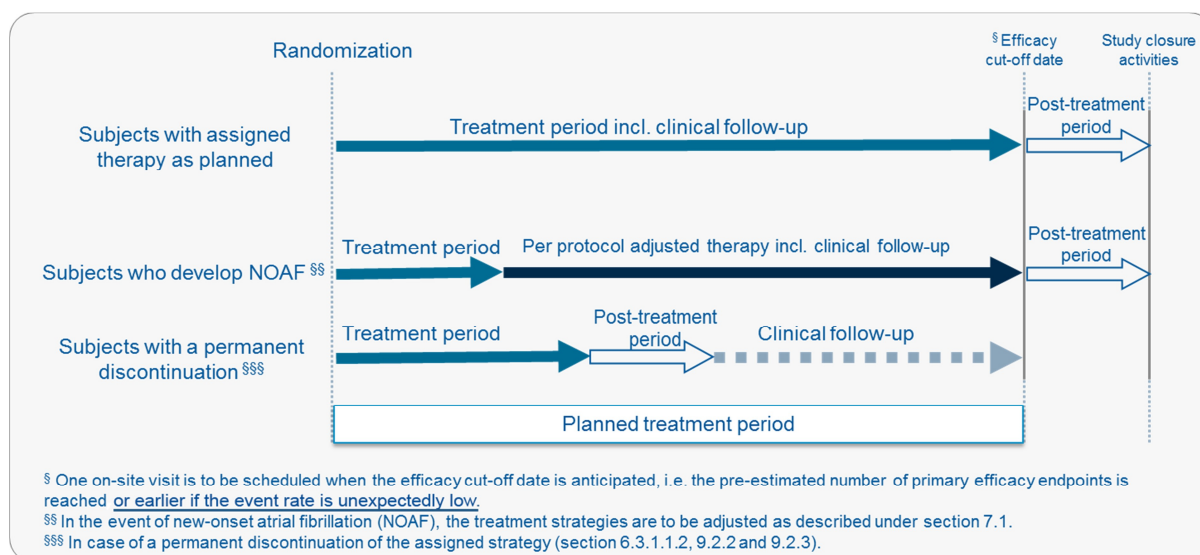 Randomization
§ Efficacy
cut-off date
Study closure
activities
Subjects with assigned
therapy as planned
Treatment period incl. clinical follow-up
Post-treatment
period
Subjects who develop NOAF §§
Treatment period
Per protocol adjusted therapy incl. clinical follow-up
Post-treatment
period
Subjects with a permanent
discontinuation §§§
Treatment period
Post-treatment
period
Clinical follow-up
Planned treatment period
§ One on-site visit is to be scheduled when the efficacy cut-off date is anticipated, i.e. the pre-estimated number of primary efficacy endpoints is
reached or earlier if the event rate is unexpectedly low.
§§ In the event of new-onset atrial fibrillation (NOAF), the treatment strategies are to be adjusted as described under section 7.1.
§§§ In case of a permanent discontinuation of the assigned strategy (section 6.3.1.1.2, 9.2.2 and 9.2.3).